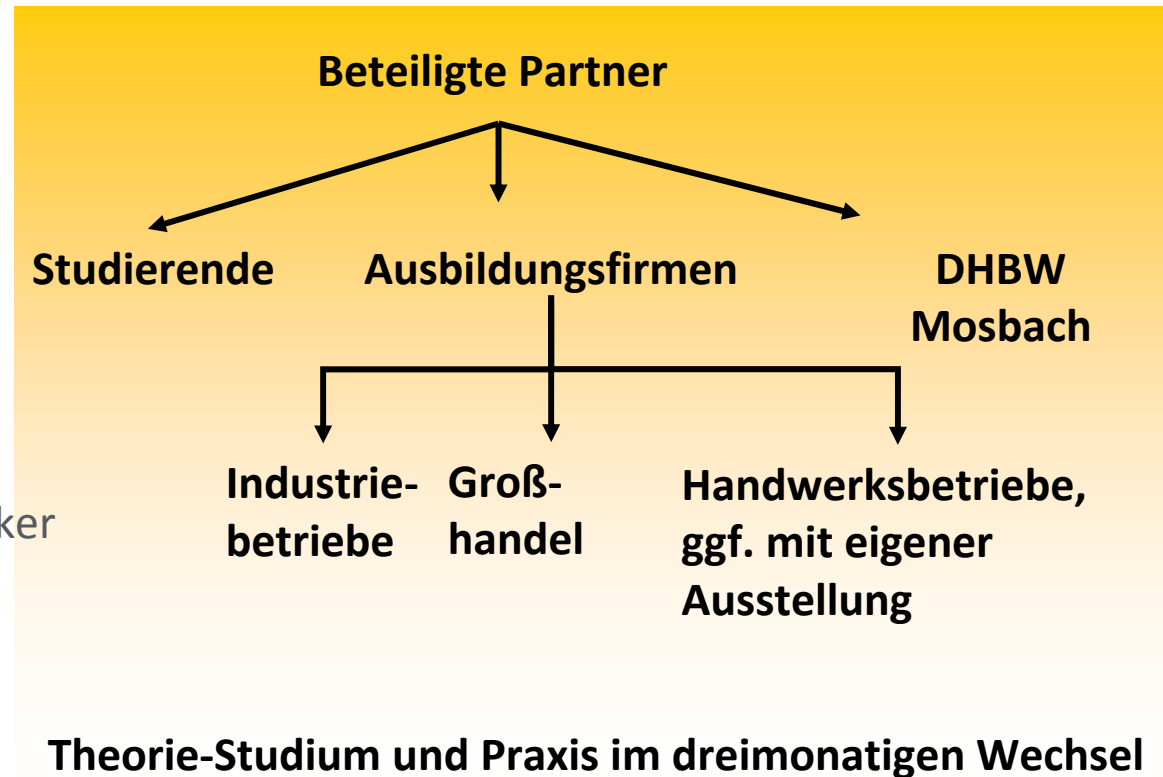 Beteiligte Partner
Studierende
Ausbildungsfirmen
DHBW
Mosbach
Industrie-
betriebe
Groß-
handel
Handwerksbetriebe,
ggf. mit eigener
Ausstellung
ker
Theorie-Studium und Praxis im dreimonatigen Wechsel